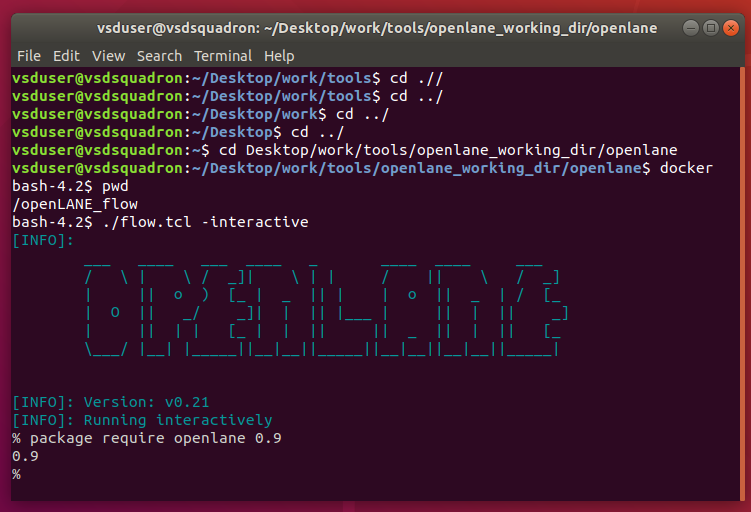 vsduser@vsdsquadron: ~/Desktop/work/tools/openlane_working_dir/openlane
File Edit View Search Terminal Help
vsduser@vsdsquadron:~/Desktop/work/tools$ cd .//
vsduser@vsdsquadron:~/Desktop/work/tools$ cd ../
vsduser@vsdsquadron:~/Desktop/work$ cd ../
vsduser@vsdsquadron:~/Desktop$ cd ../
vsduser@vsdsquadron:~$ cd Desktop/work/tools/openlane_working_dir/openlane
vsduser@vsdsquadron:~/Desktop/work/tools/openlane_working_dir/openlane$ docker
bash-4.2$ pwd
/openLANE_flow
bash-4.2$ ./flow.tcl -interactive
[INFO]:
OPENLANE
[INFO]: Version: v0.21
[INFO]: Running interactively
% package require openlane 0.9
0.9
%